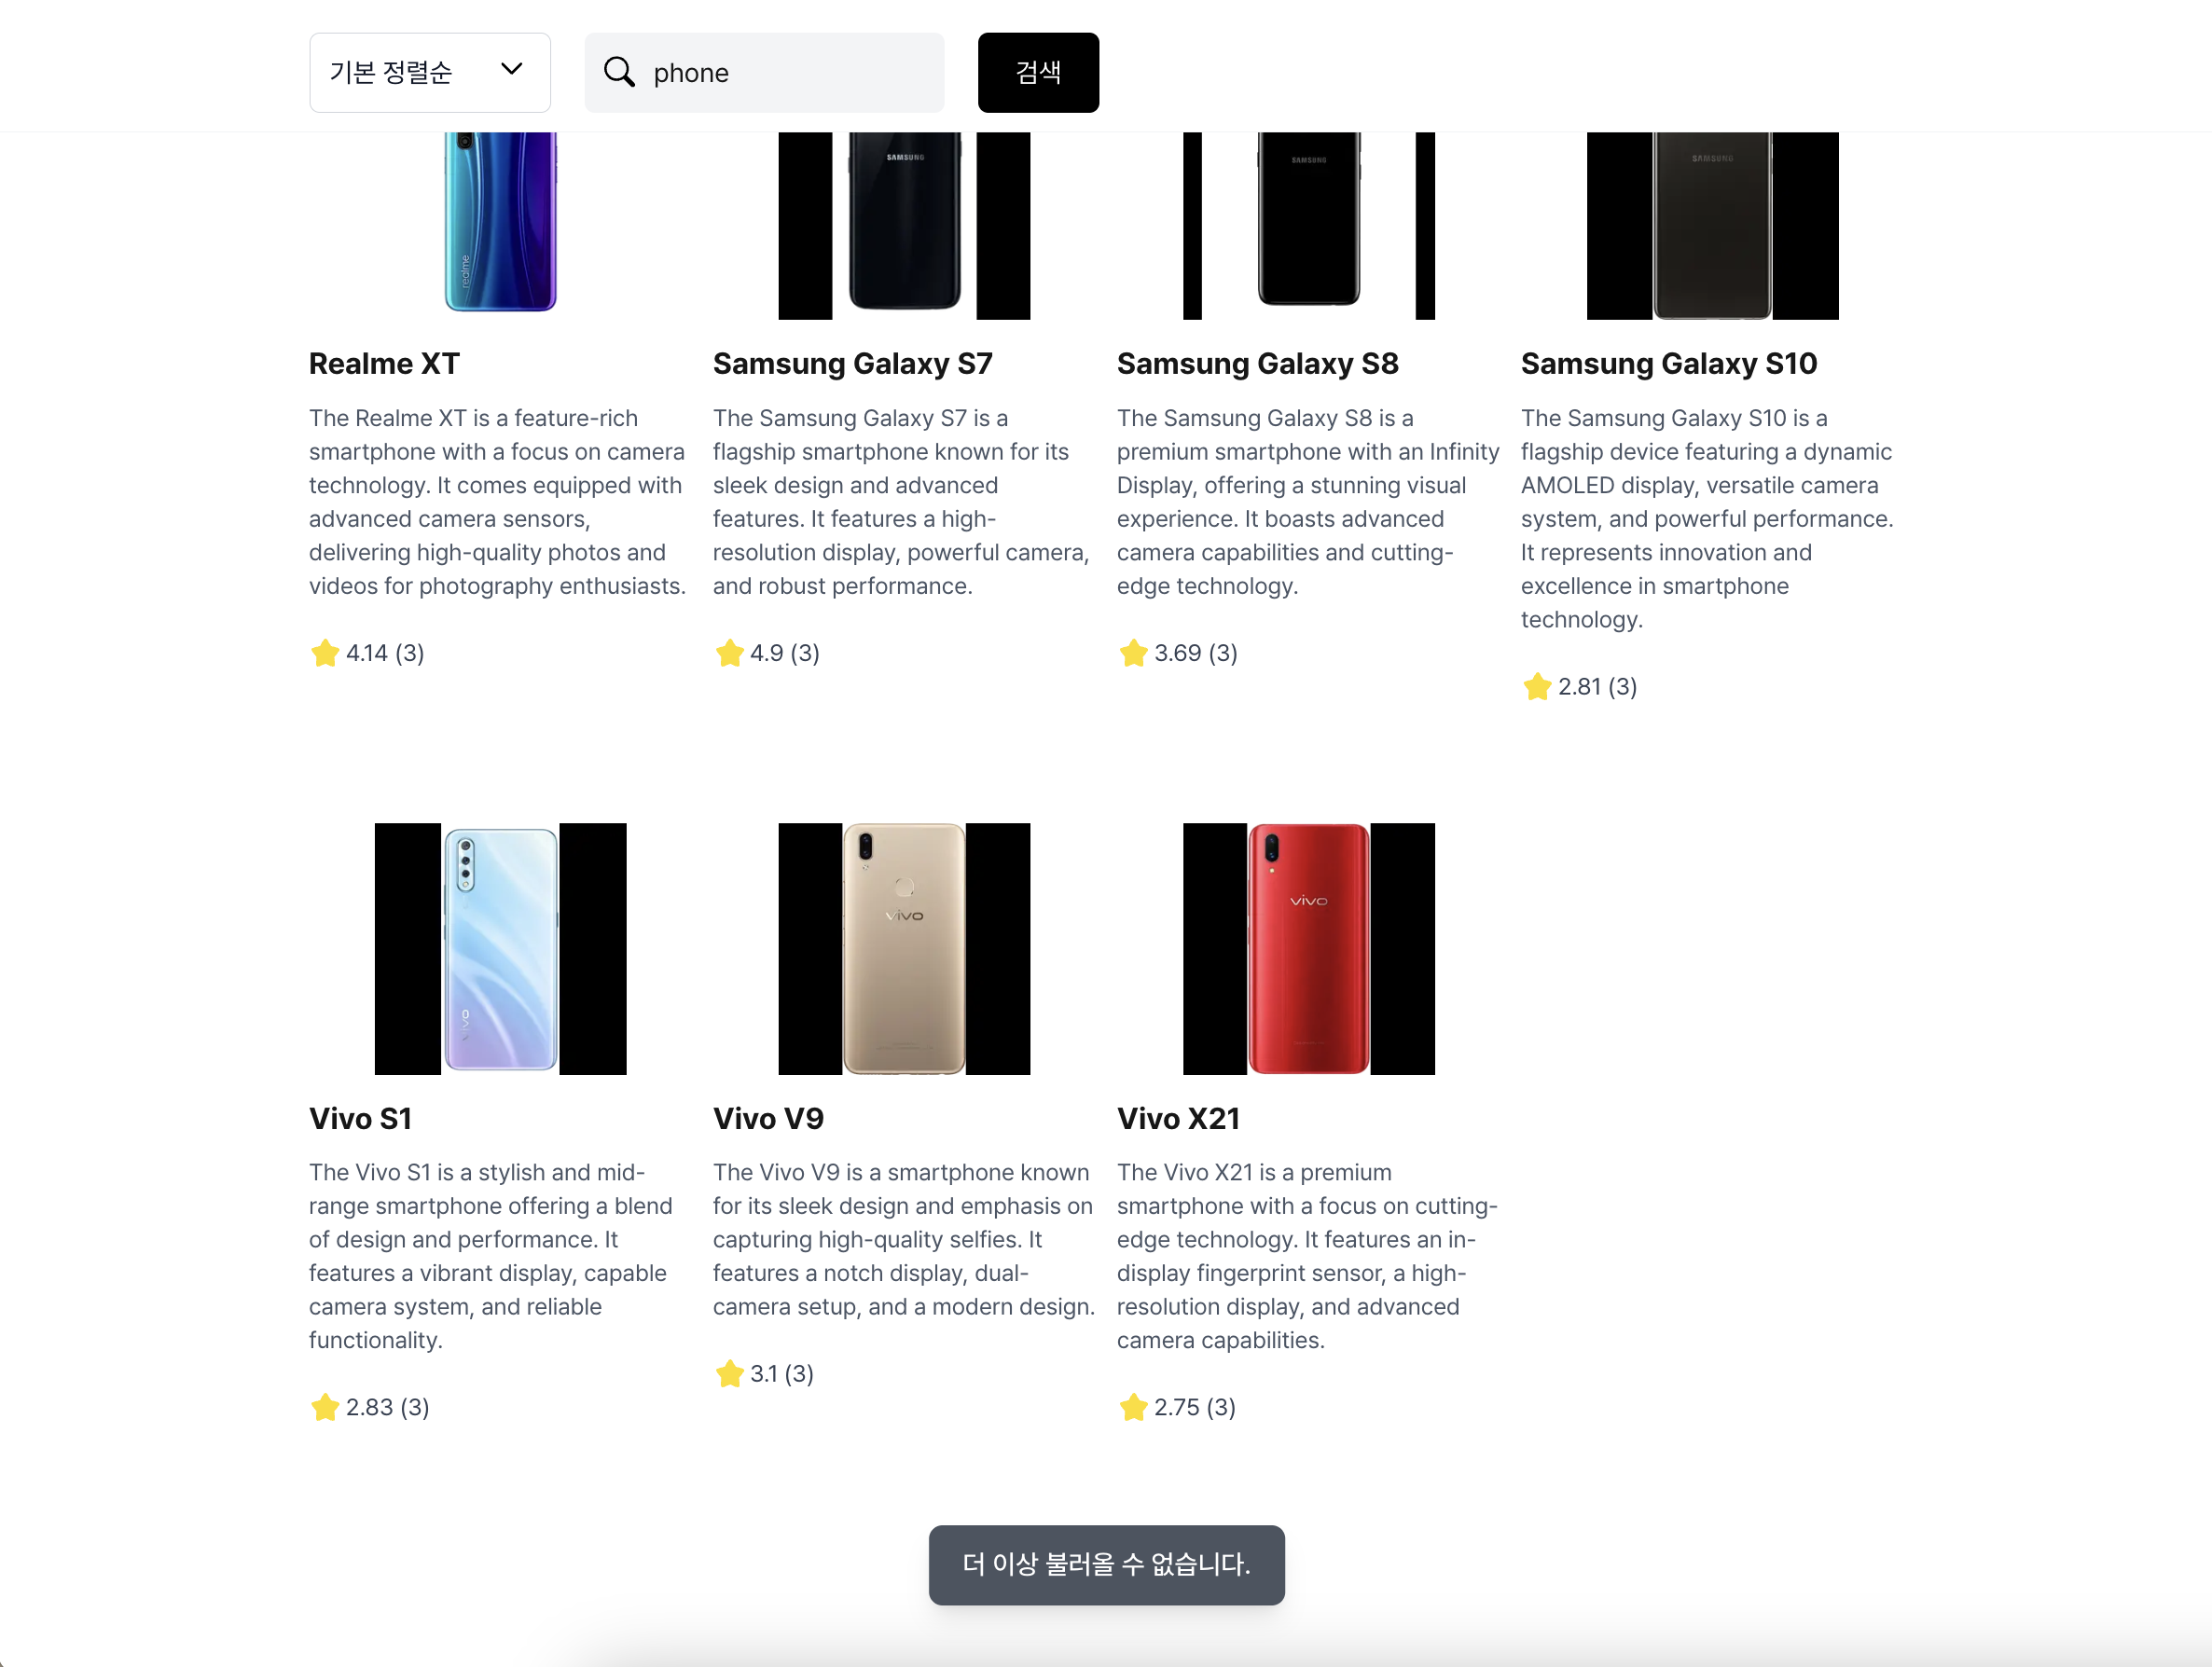 기본 정렬순
phone
검색
realme
SAMSUNG
SAMSUNG
SAMSUNG
Realme XT
The Realme XT is a feature-rich
smartphone with a focus on camera
technology. It comes equipped with
advanced camera sensors,
delivering high-quality photos and
videos for photography enthusiasts.
4.14 (3)
Samsung Galaxy S7
The Samsung Galaxy S7 is a
flagship smartphone known for its
sleek design and advanced
features. It features a high-
resolution display, powerful camera,
and robust performance.
4.9 (3)
Samsung Galaxy S8
The Samsung Galaxy S8 is a
premium smartphone with an Infinity
Display, offering a stunning visual
experience. It boasts advanced
camera capabilities and cutting-
edge technology.
3.69 (3)
Samsung Galaxy S10
The Samsung Galaxy S10 is a
flagship device featuring a dynamic
AMOLED display, versatile camera
system, and powerful performance.
It represents innovation and
excellence in smartphone
technology.
2.81 (3)
vivo
vivo
vivo
Vivo S1
The Vivo S1 is a stylish and mid-
range smartphone offering a blend
of design and performance. It
features a vibrant display, capable
camera system, and reliable
functionality.
2.83 (3)
Vivo V9
The Vivo V9 is a smartphone known
for its sleek design and emphasis on
capturing high-quality selfies. It
features a notch display, dual-
camera setup, and a modern design.
3.1 (3)
Vivo X21
The Vivo X21 is a premium
smartphone with a focus on cutting-
edge technology. It features an in-
display fingerprint sensor, a high-
resolution display, and advanced
camera capabilities.
2.75 (3)
더 이상 불러올 수 없습니다.